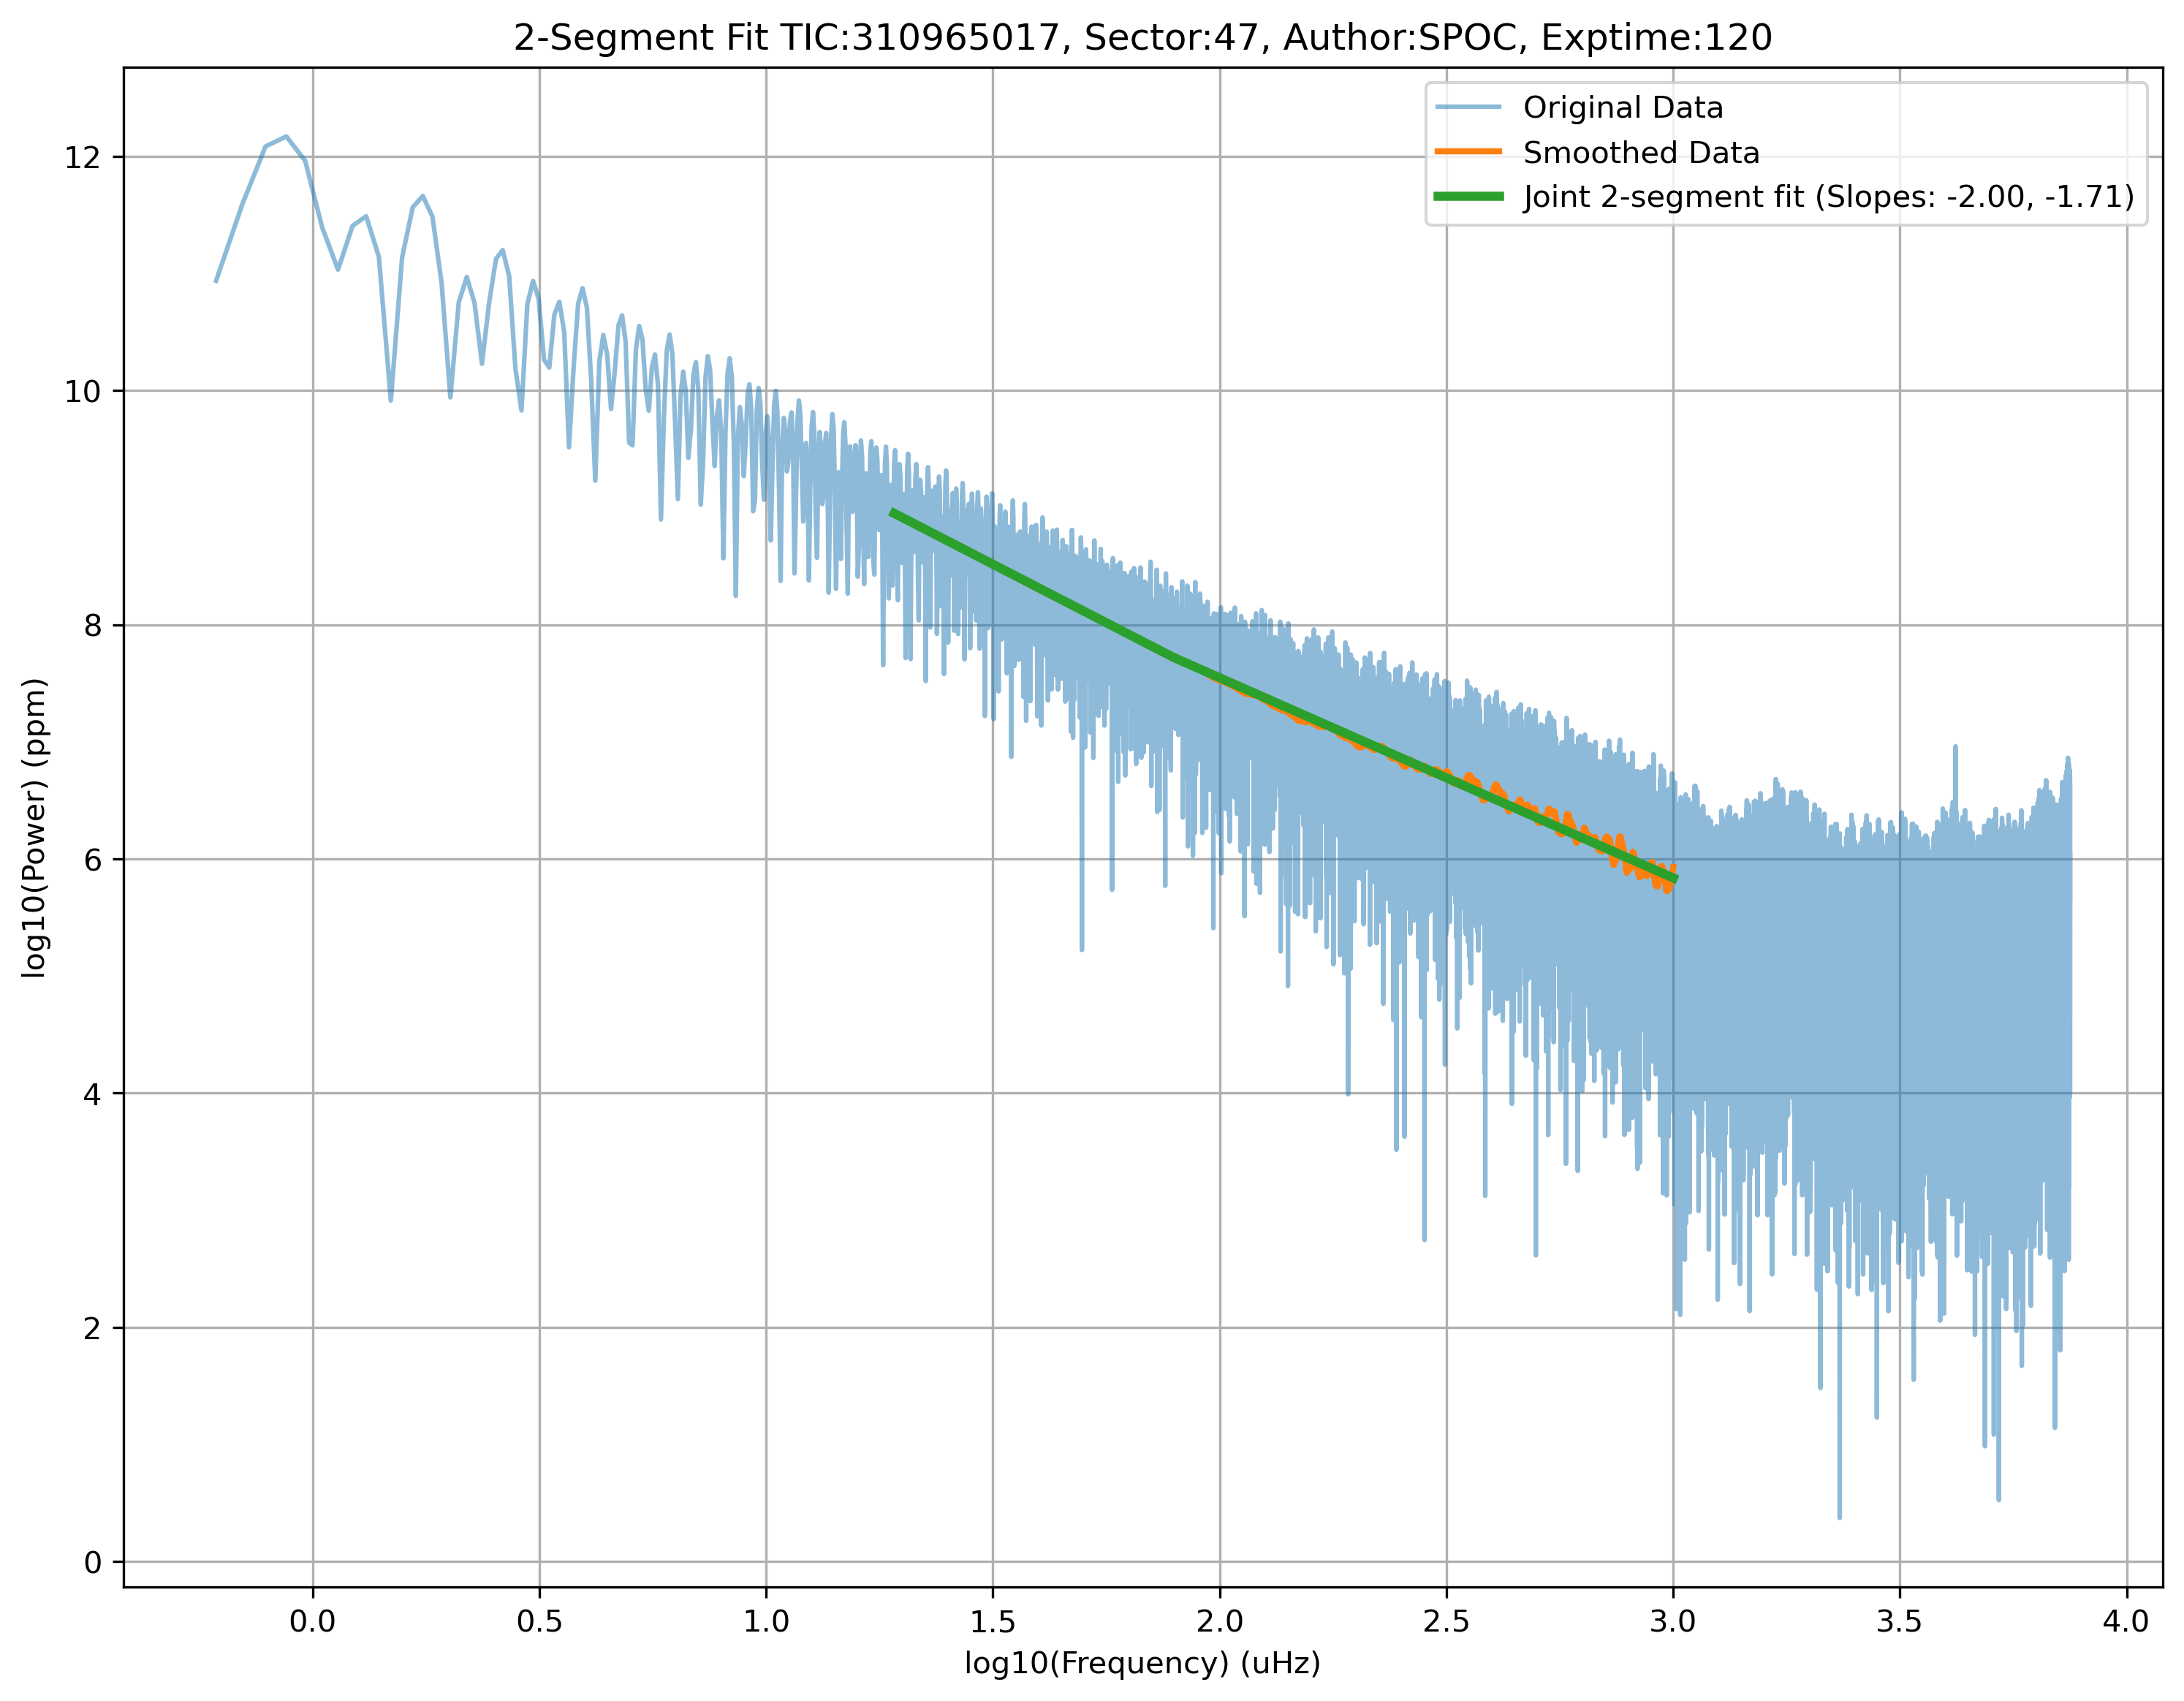 2-Segment Fit TIC:310965017, Sector:47, Author:SPOC, Exptime:120
Original Data
Smoothed Data
Joint 2-segment fit (Slopes: -2.00, -1.71)
log10(Power) (ppm)
12
10
8
6
4
2
0
0.0 0.5 1.0 1.5 2.0 2.5 3.0 3.5 4.0
log10(Frequency) (uHz)